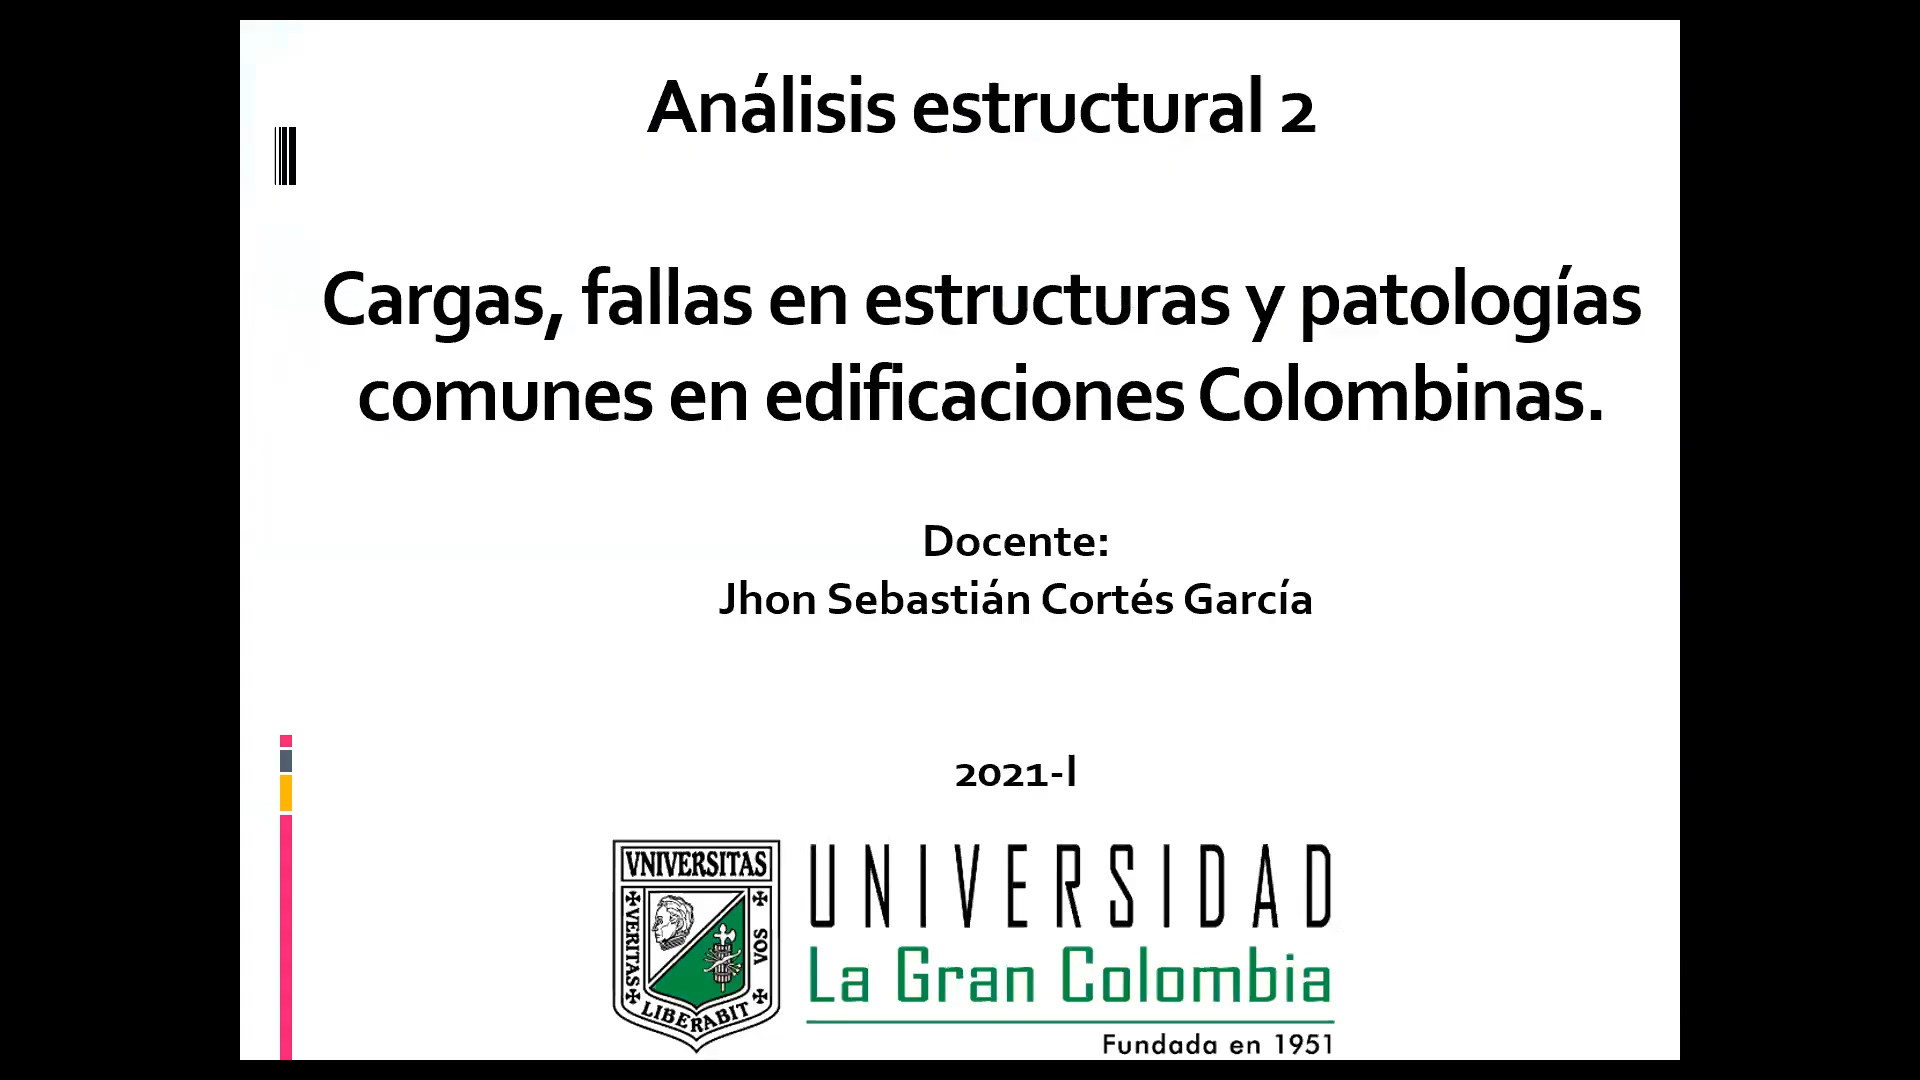 Análisis estructural 2
Cargas, fallas en estructuras y patologías
comunes en edificaciones Colombinas.
Docente:
Jhon Sebastián Cortés García
2021-l
VNIVERSITAS
VERITAS
VOS
LIBERABIT
UNIVERSIDAD
La Gran Colombia
Fundada en 1951